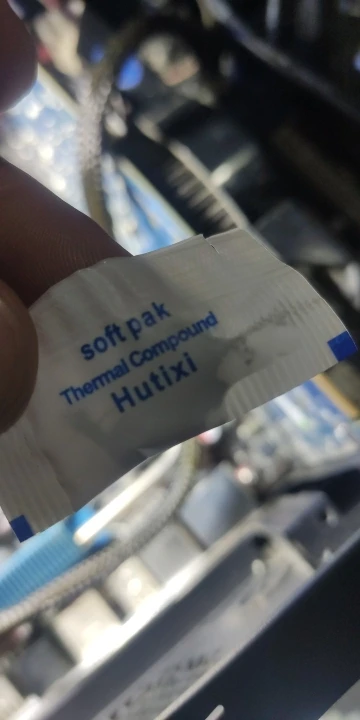 soft pak
Thermal Compound
Hutixi